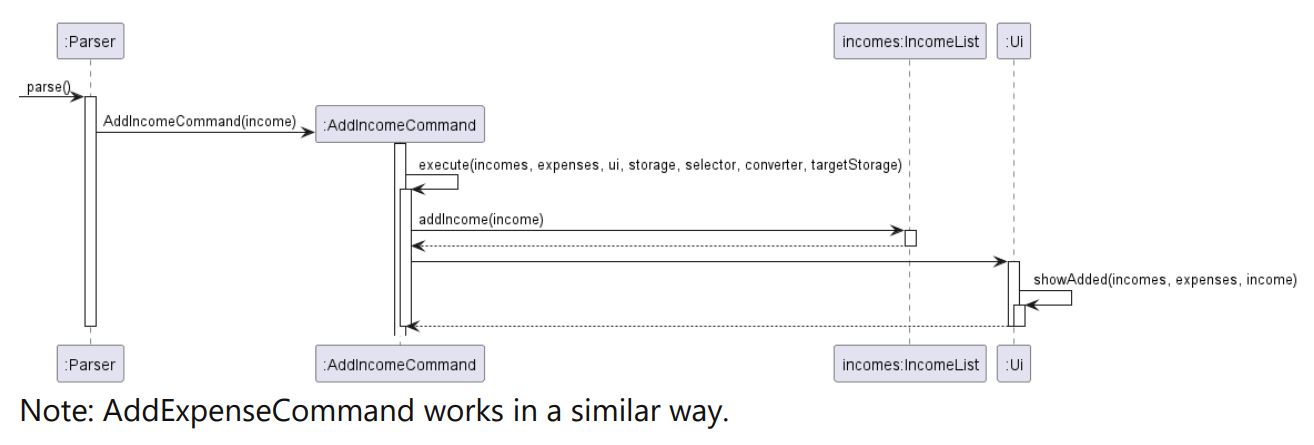 :Parser
incomes:IncomeList
:Ui
parse()
AddIncomeCommand(income)
:AddIncomeCommand
execute(incomes, expenses, ui, storage, selector, converter, targetStorage)
addIncome(income)
showAdded(incomes, expenses, income)
:Parser
:AddIncomeCommand
incomes:IncomeList
:Ui
Note: AddExpenseCommand works in a similar way.